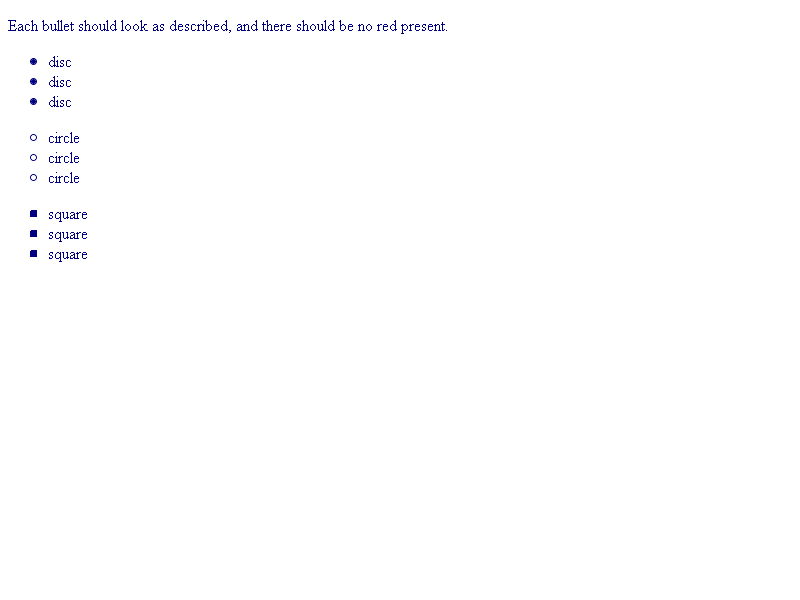 Each bullet should look as described, and there should be no red present.
disc
disc
disc
circle
circle
circle
square
square
square